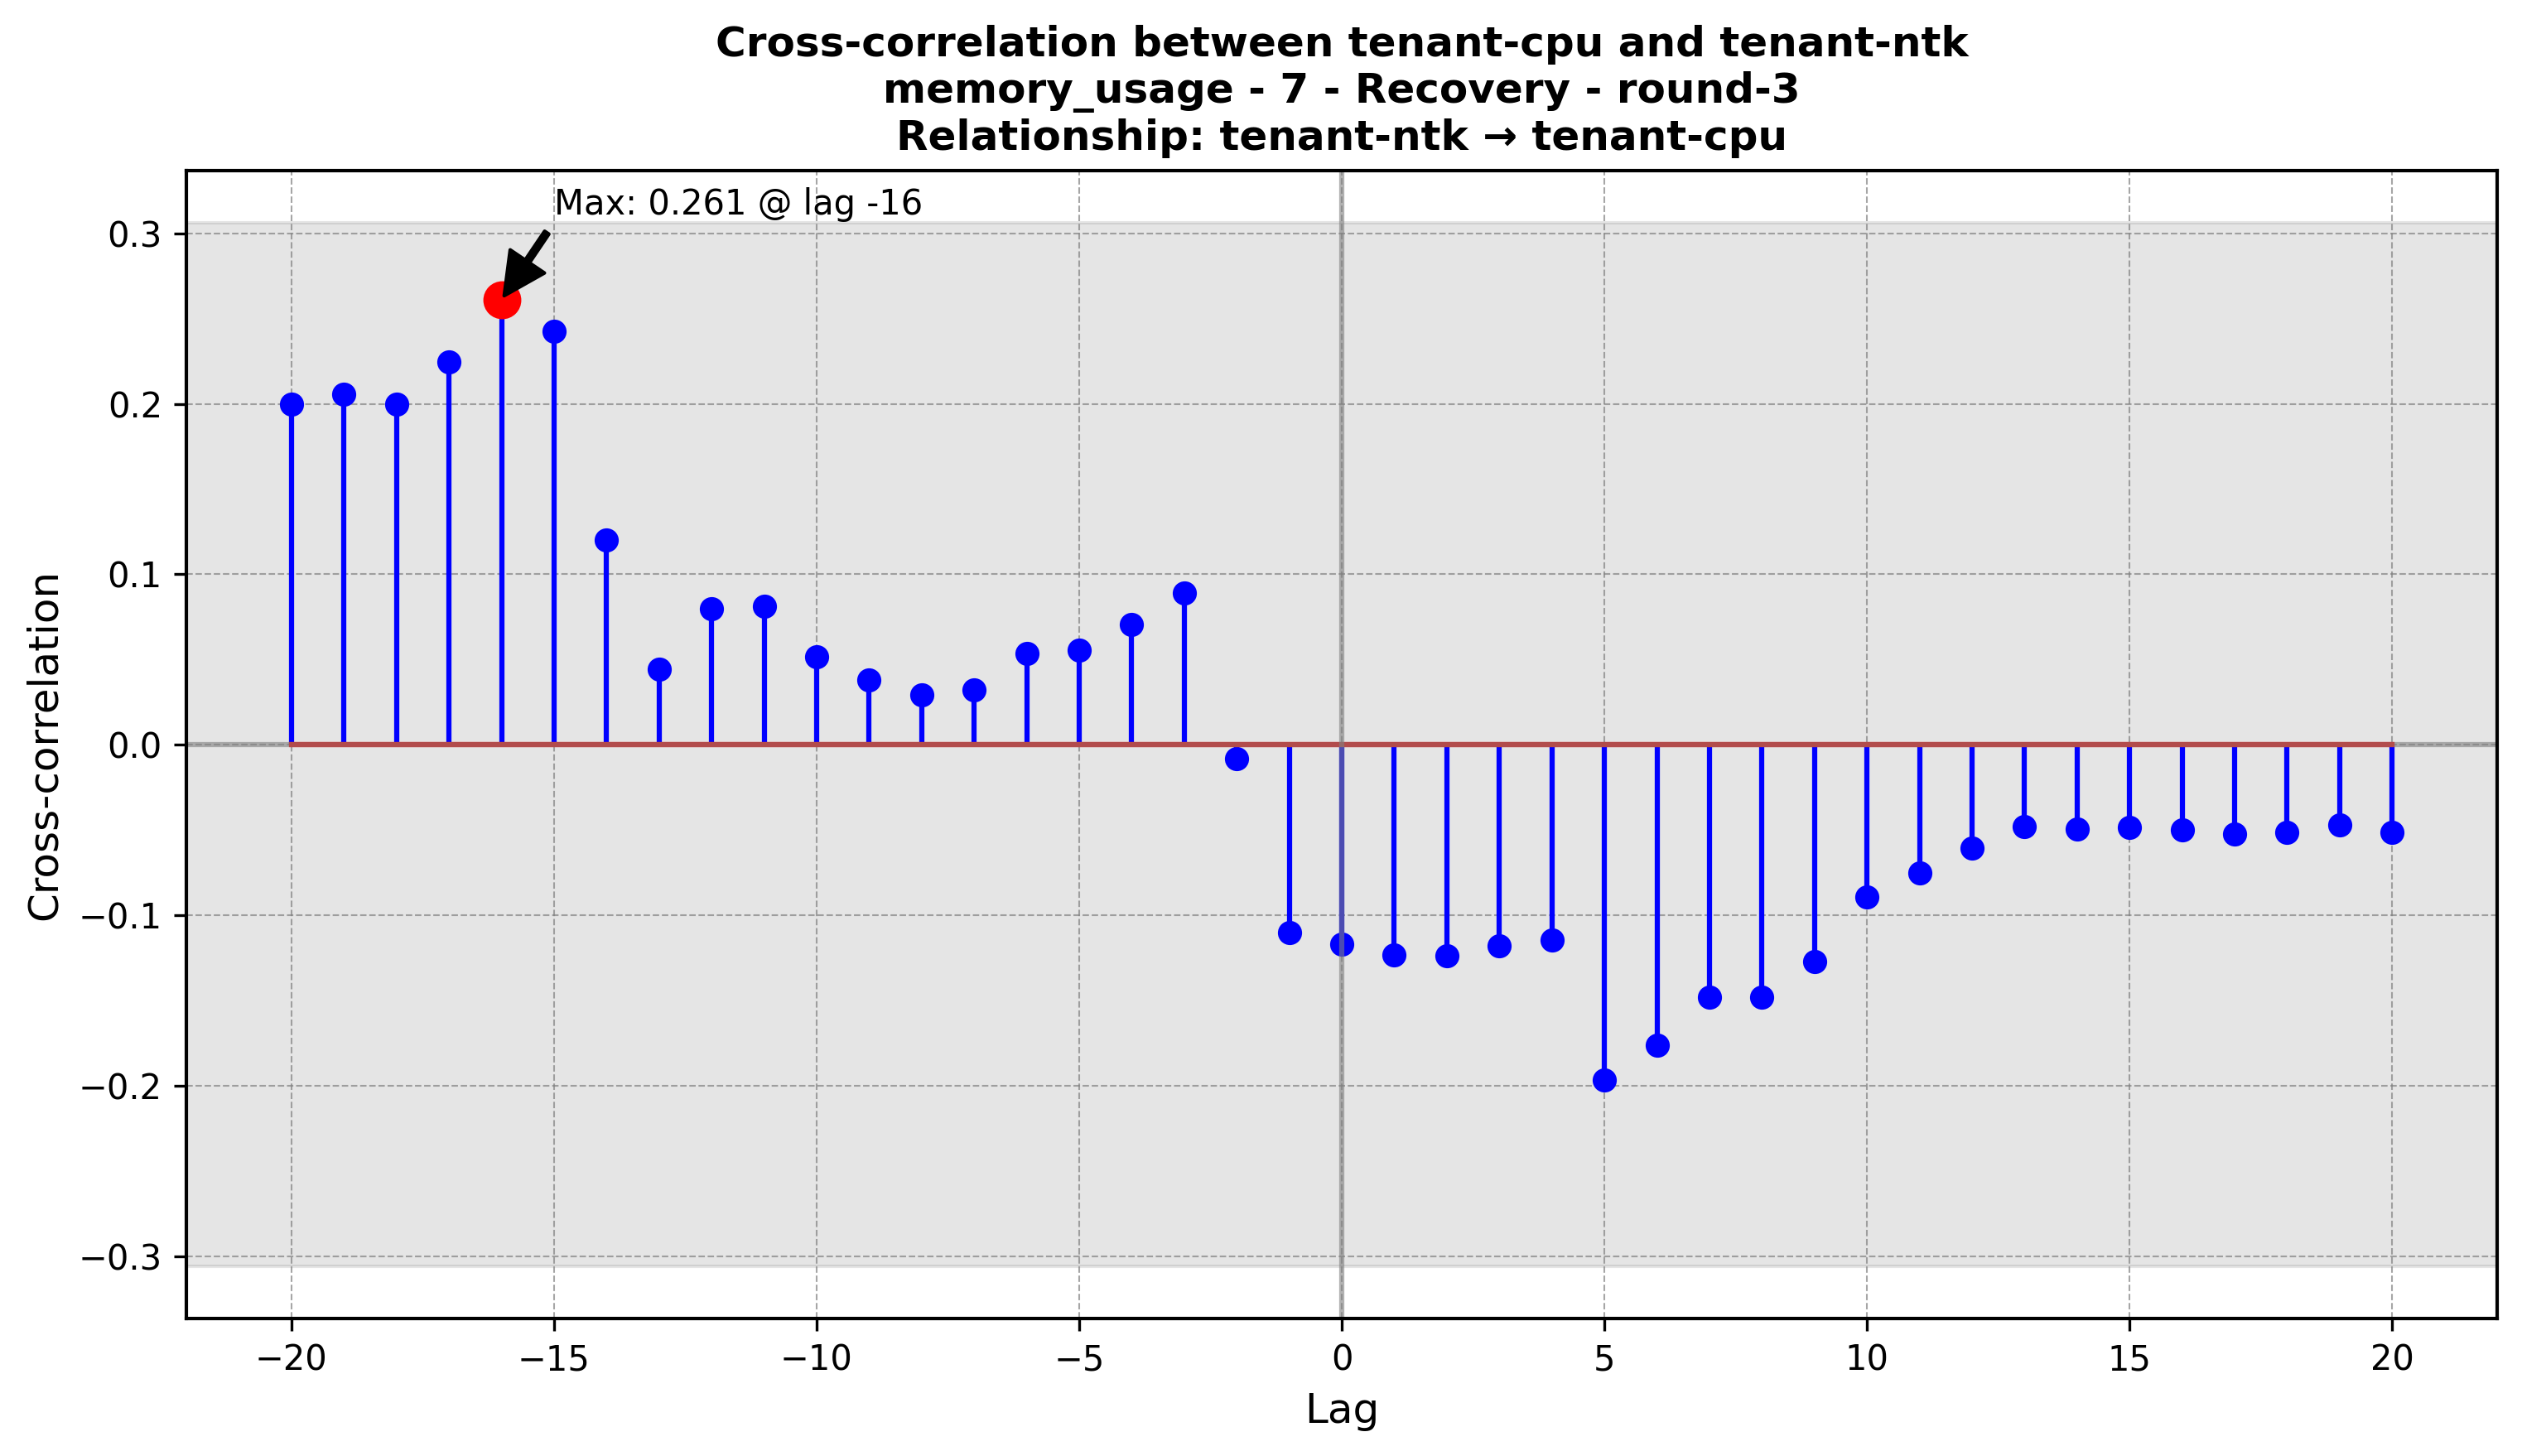 Cross-correlation between tenant-cpu and tenant-ntk
memory_usage - 7 - Recovery - round-3
Relationship: tenant-ntk → tenant-cpu
Max: 0.261 @ lag -16
0.3
0.2
0.1
0.0
−0.1
−0.2
−0.3
Cross-correlation
−20
−15
−10
−5
0
5
10
15
20
Lag